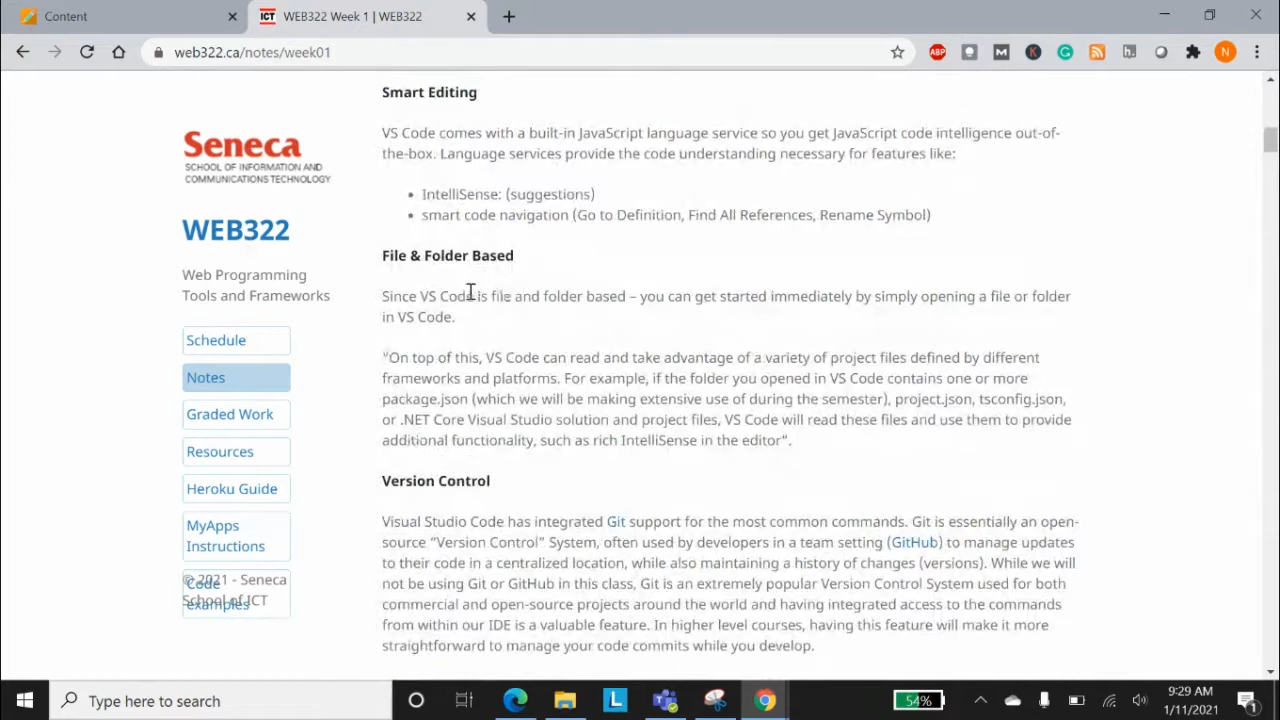 Content
ICT WEB322 Week 1 | WEB322
web322.ca/notes/week01
ABP
M
K
G
h.
N
Seneca
SCHOOL OF INFORMATION AND
COMMUNICATIONS TECHNOLOGY
WEB322
Web Programming
Tools and Frameworks
Schedule
Notes
Graded Work
Resources
Heroku Guide
MyApps
Instructions
Code
examples
© 2021 - Seneca
School of ICT
Smart Editing
VS Code comes with a built-in JavaScript language service so you get JavaScript code intelligence out-of-
the-box. Language services provide the code understanding necessary for features like:
• IntelliSense: (suggestions)
• smart code navigation (Go to Definition, Find All References, Rename Symbol)
File & Folder Based
Since VS Code is file and folder based – you can get started immediately by simply opening a file or folder
in VS Code.
"On top of this, VS Code can read and take advantage of a variety of project files defined by different
frameworks and platforms. For example, if the folder you opened in VS Code contains one or more
package.json (which we will be making extensive use of during the semester), project.json, tsconfig.json,
or .NET Core Visual Studio solution and project files, VS Code will read these files and use them to provide
additional functionality, such as rich IntelliSense in the editor".
Version Control
Visual Studio Code has integrated Git support for the most common commands. Git is essentially an open-
source "Version Control" System, often used by developers in a team setting (GitHub) to manage updates
to their code in a centralized location, while also maintaining a history of changes (versions). While we will
not be using Git or GitHub in this class, Git is an extremely popular Version Control System used for both
commercial and open-source projects around the world and having integrated access to the commands
from within our IDE is a valuable feature. In higher level courses, having this feature will make it more
straightforward to manage your code commits while you develop.
Type here to search
L
54%
9:29 AM
1/11/2021
1